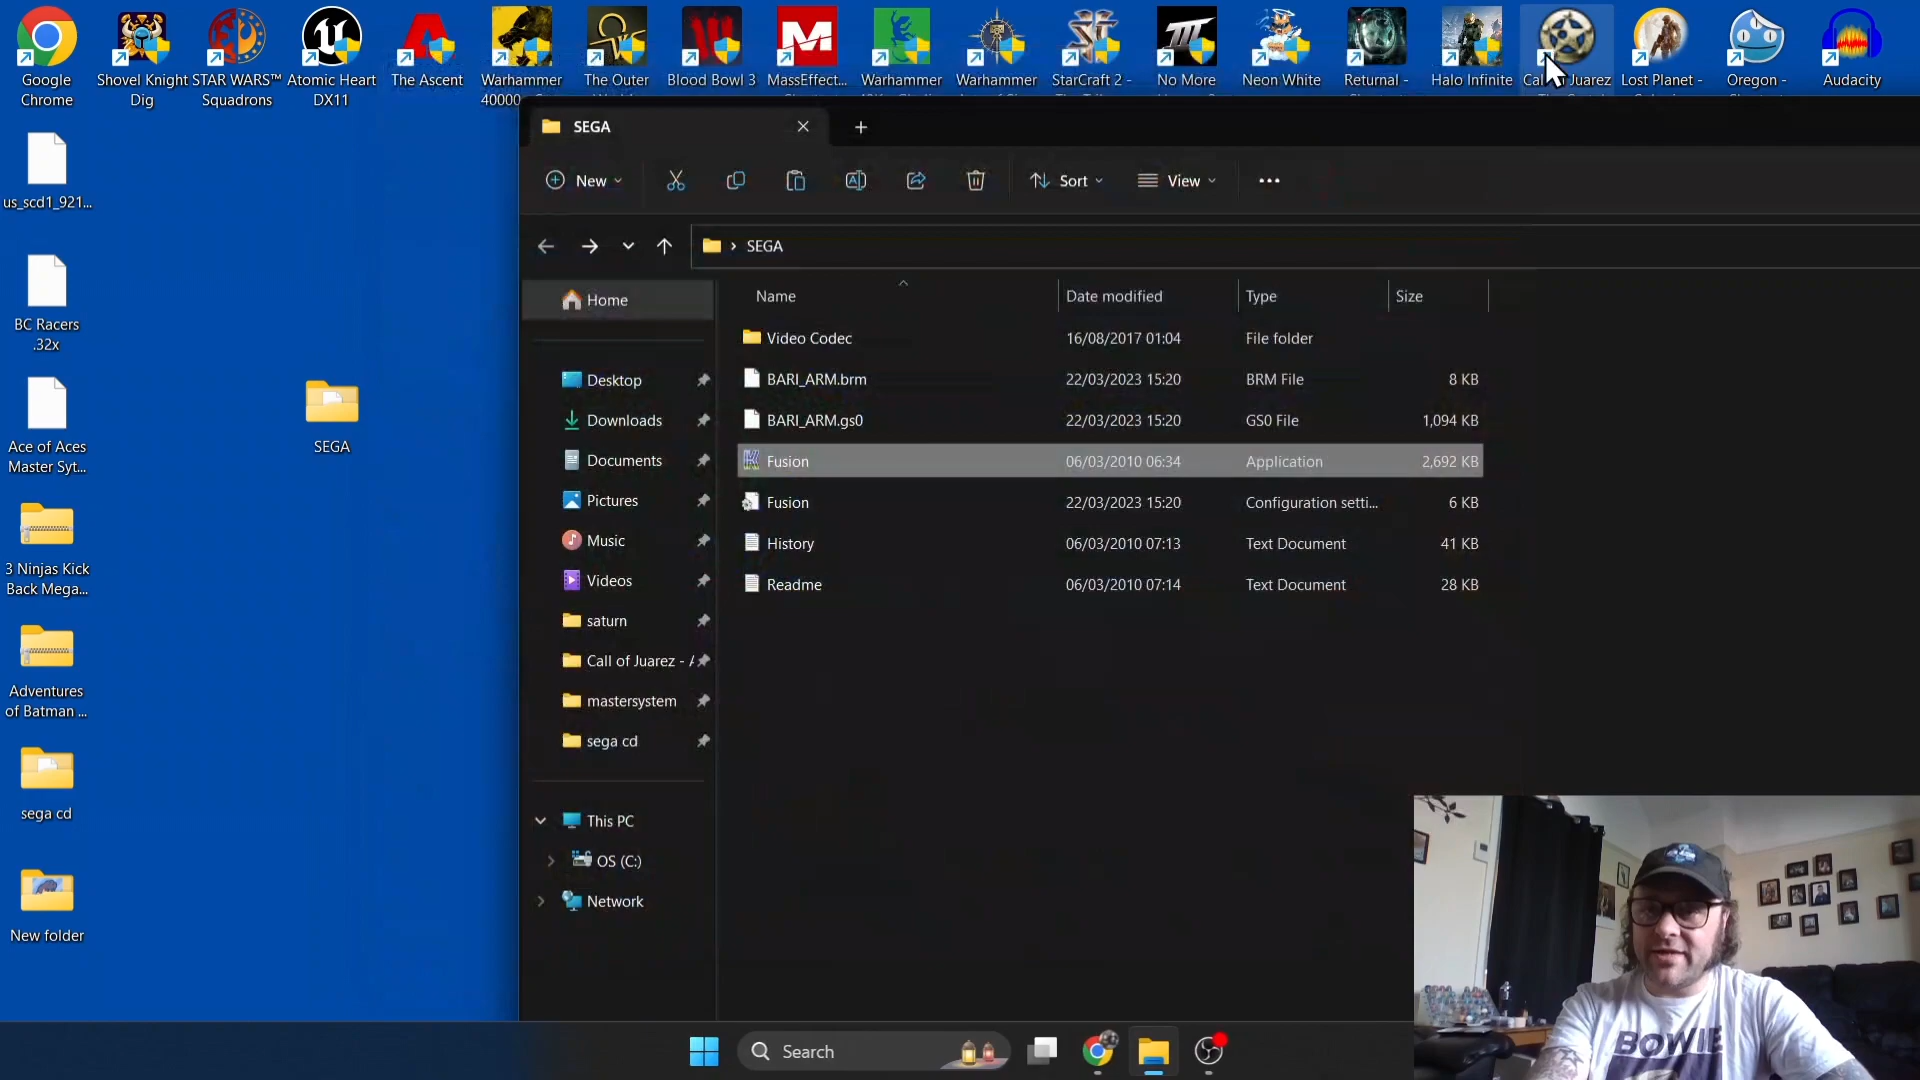 Google
Chrome
Shovel Knight
Dig
STAR WARS™
Squadrons
Atomic Heart
DX11
The Ascent
Warhammer
40000
The Outer
Blood Bowl 3
MassEffect...
Warhammer
Warhammer
StarCraft 2 -
No More
Neon White
Returnal -
Halo Infinite
Juarez
Lost Planet -
Oregon -
Audacity
us_scd1_921...
BC Racers
.32x
Ace of Aces
Master Syt...
3 Ninjas Kick
Back Mega...
Adventures
of Batman ...
sega cd
New folder
SEGA
SEGA
New
Sort
View
SEGA
Home
Desktop
Downloads
Documents
Pictures
Music
Videos
saturn
Call of Juarez -
mastersystem
sega cd
This PC
OS (C:)
Network
Name Date modified Type Size
Video Codec 16/08/2017 01:04 File folder
BARI_ARM.brm 22/03/2023 15:20 BRM File 8 KB
BARI_ARM.gs0 22/03/2023 15:20 GS0 File 1,094 KB
Fusion 06/03/2010 06:34 Application 2,692 KB
Fusion 22/03/2023 15:20 Configuration setti... 6 KB
History 06/03/2010 07:13 Text Document 41 KB
Readme 06/03/2010 07:14 Text Document 28 KB
Search
BOWIE